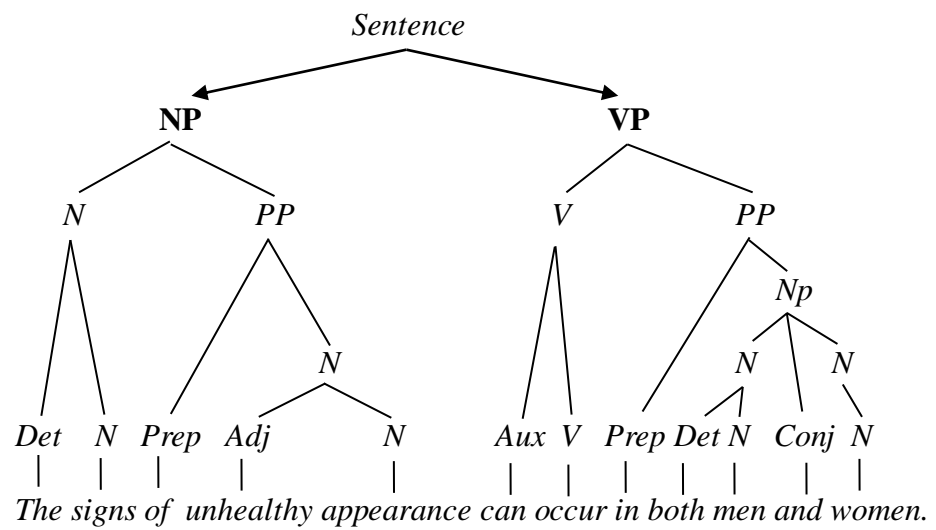 Sentence
NP VP
N PP V PP
Np
N N N
Det N Prep Adj N Aux V Prep Det N Conj N
The signs of unhealthy appearance can occur in both men and women.